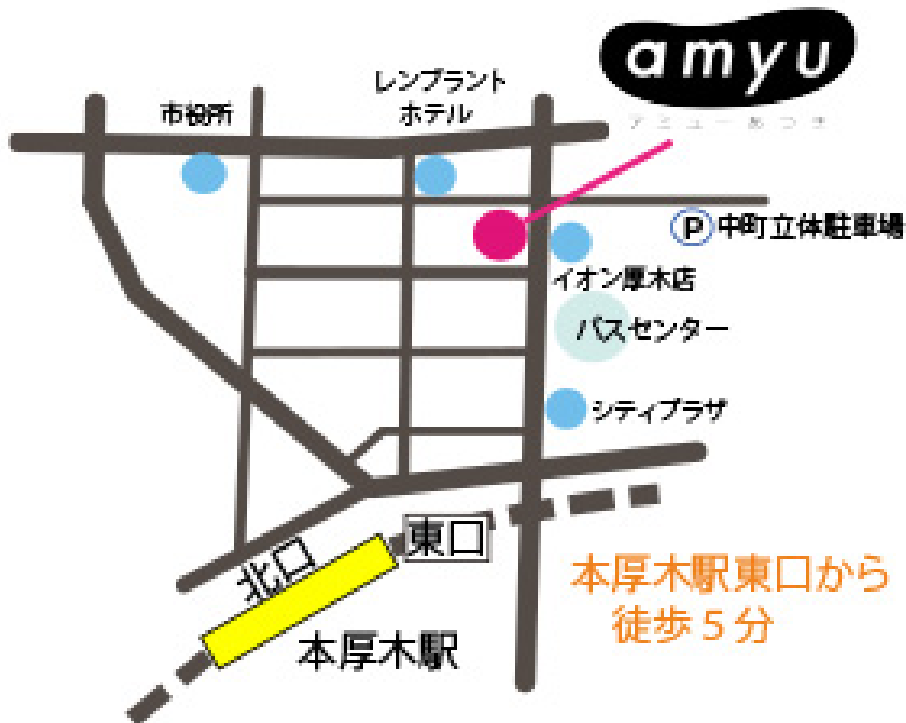 amyu
アミューあつぎ
レンブラント
ホテル
市役所
P 中町立体駐車場
イオン厚木店
バスセンター
シティプラザ
東口
北口
本厚木駅
本厚木駅東口から
徒歩5分